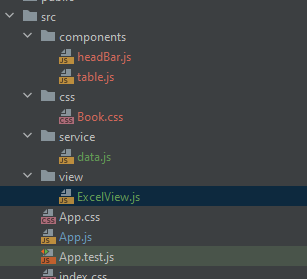 public
src
components
headBar.js
table.js
css
Book.css
service
data.js
view
ExcelView.js
App.css
App.js
App.test.js
index.css